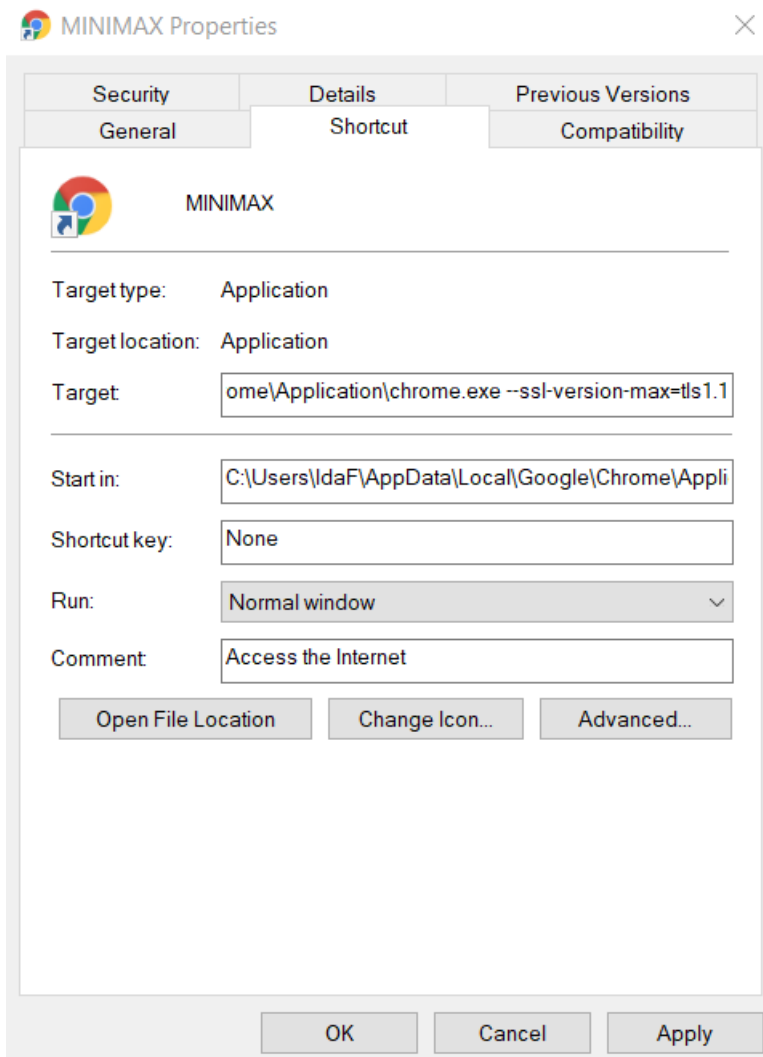 MINIMAX Properties
Security Details Previous Versions
General Shortcut Compatibility
MINIMAX
Target type: Application
Target location: Application
Target: ome\Application\chrome.exe --ssl-version-max=tls1.1
Start in: C:\Users\IdaF\AppData\Local\Google\Chrome\Appli
Shortcut key: None
Run: Normal window
Comment: Access the Internet
Open File Location Change Icon... Advanced...
OK Cancel Apply